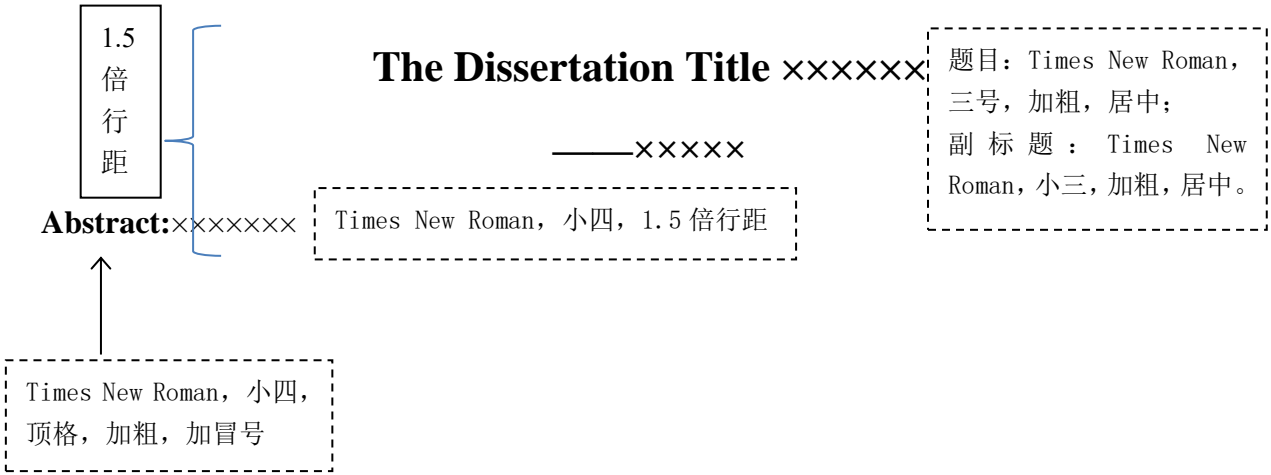 1.5
倍
行
距
The Dissertation Title ××××××
题目：Times New Roman，
三号，加粗，居中；
副标题：Times New
Roman，小三，加粗，居中。
——×××××
Abstract:×××××××
Times New Roman，小四，1.5 倍行距
Times New Roman，小四，
顶格，加粗，加冒号